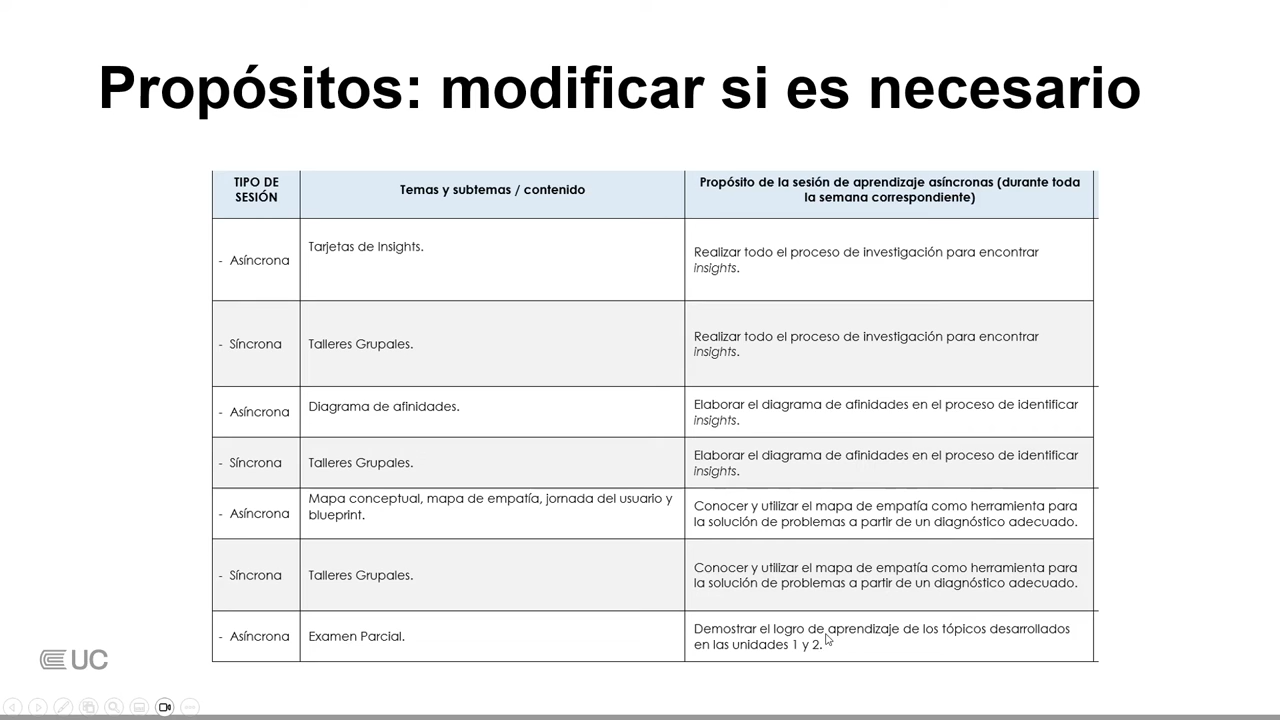 Propósitos: modificar si es necesario
TIPO DE
SESIÓN
Temas y subtemas / contenido
Propósito de la sesión de aprendizaje asíncronas (durante toda
la semana correspondiente)
- Asíncrona
Tarjetas de Insights.
Realizar todo el proceso de investigación para encontrar
insights.
- Síncrona
Talleres Grupales.
Realizar todo el proceso de investigación para encontrar
insights.
- Asíncrona
Diagrama de afinidades.
Elaborar el diagrama de afinidades en el proceso de identificar
insights.
- Síncrona
Talleres Grupales.
Elaborar el diagrama de afinidades en el proceso de identificar
insights.
- Asíncrona
Mapa conceptual, mapa de empatía, jornada del usuario y
blueprint.
Conocer y utilizar el mapa de empatía como herramienta para
la solución de problemas a partir de un diagnóstico adecuado.
- Síncrona
Talleres Grupales.
Conocer y utilizar el mapa de empatía como herramienta para
la solución de problemas a partir de un diagnóstico adecuado.
- Asíncrona
Examen Parcial.
Demostrar el logro de aprendizaje de los tópicos desarrollados
en las unidades 1 y 2.
UC